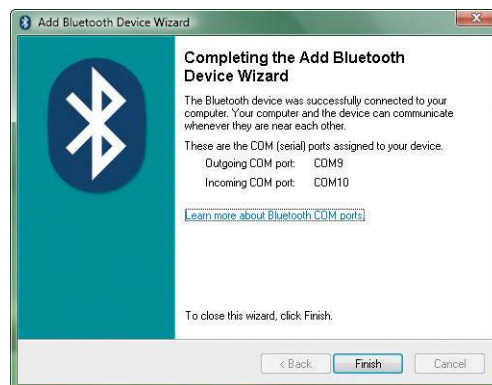 Add Bluetooth Device Wizard
Completing the Add Bluetooth
Device Wizard
The Bluetooth device was successfully connected to your
computer. Your computer and the device can communicate
whenever they are near each other.
These are the COM (serial) ports assigned to your device.
Outgoing COM port: COM9
Incoming COM port: COM10
Learn more about Bluetooth COM ports.
To close this wizard, click Finish.
< Back Finish Cancel